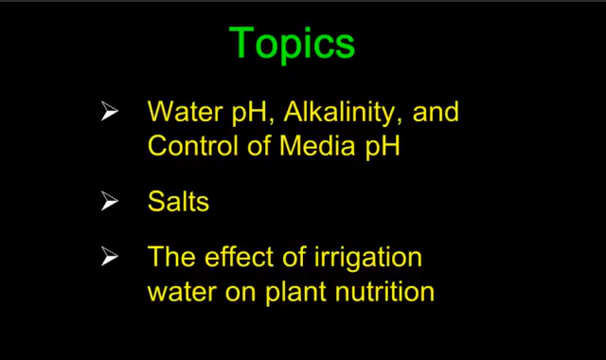 Topics
Water pH, Alkalinity, and
Control of Media pH
Salts
The effect of irrigation
water on plant nutrition